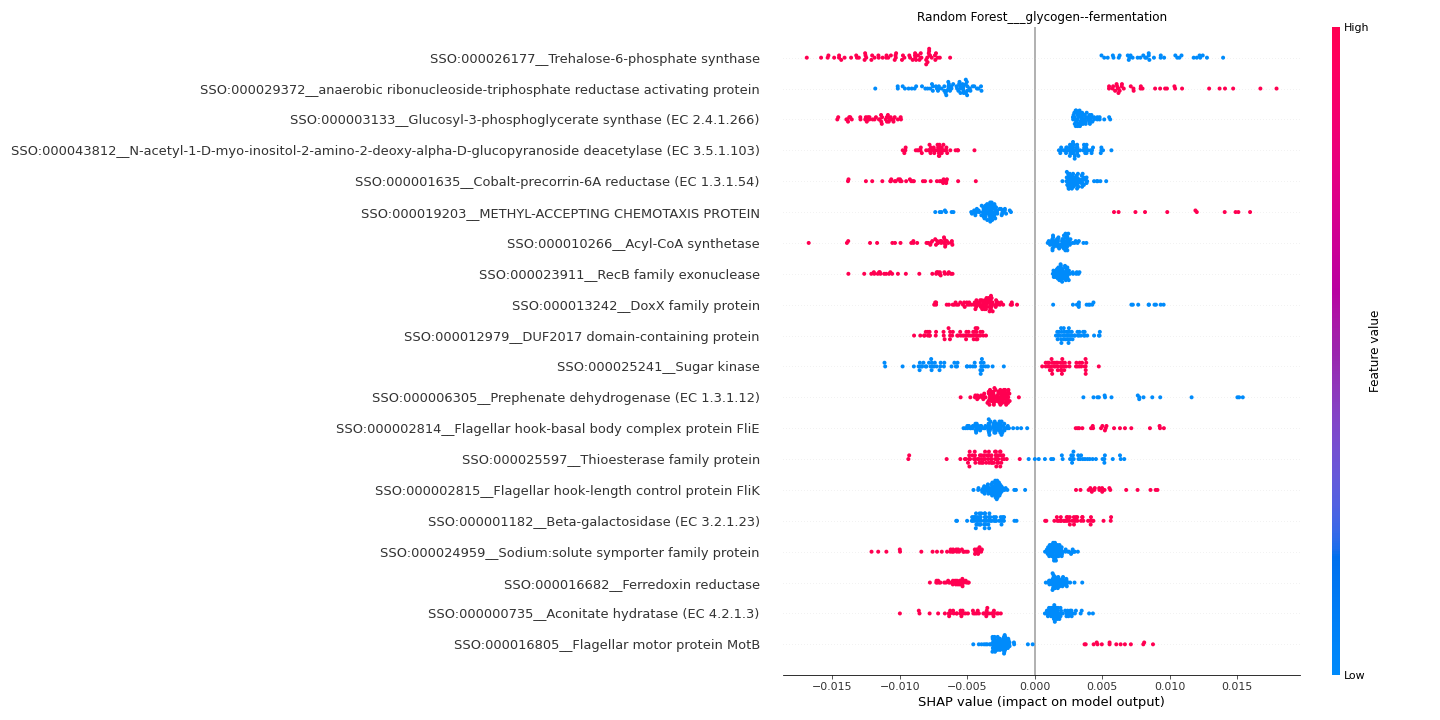 Random Forest___glycogen--fermentation
High
SSO:000026177__Trehalose-6-phosphate synthase
SSO:000029372__anaerobic ribonucleoside-triphosphate reductase activating protein
SSO:000003133__Glucosyl-3-phosphoglycerate synthase (EC 2.4.1.266)
SSO:000043812__N-acetyl-1-D-myo-inositol-2-amino-2-deoxy-alpha-D-glucopyranoside deacetylase (EC 3.5.1.103)
SSO:000001635__Cobalt-precorrin-6A reductase (EC 1.3.1.54)
SSO:000019203__METHYL-ACCEPTING CHEMOTAXIS PROTEIN
SSO:000010266__Acyl-CoA synthetase
SSO:000023911__RecB family exonuclease
SSO:000013242__DoxX family protein
SSO:000012979__DUF2017 domain-containing protein
SSO:000025241__Sugar kinase
SSO:000006305__Prephenate dehydrogenase (EC 1.3.1.12)
SSO:000002814__Flagellar hook-basal body complex protein FliE
SSO:000025597__Thioesterase family protein
SSO:000002815__Flagellar hook-length control protein FliK
SSO:000001182__Beta-galactosidase (EC 3.2.1.23)
SSO:000024959__Sodium:solute symporter family protein
SSO:000016682__Ferredoxin reductase
SSO:000000735__Aconitate hydratase (EC 4.2.1.3)
SSO:000016805__Flagellar motor protein MotB
Feature value
Low
−0.015 −0.010 −0.005 0.000 0.005 0.010 0.015
SHAP value (impact on model output)